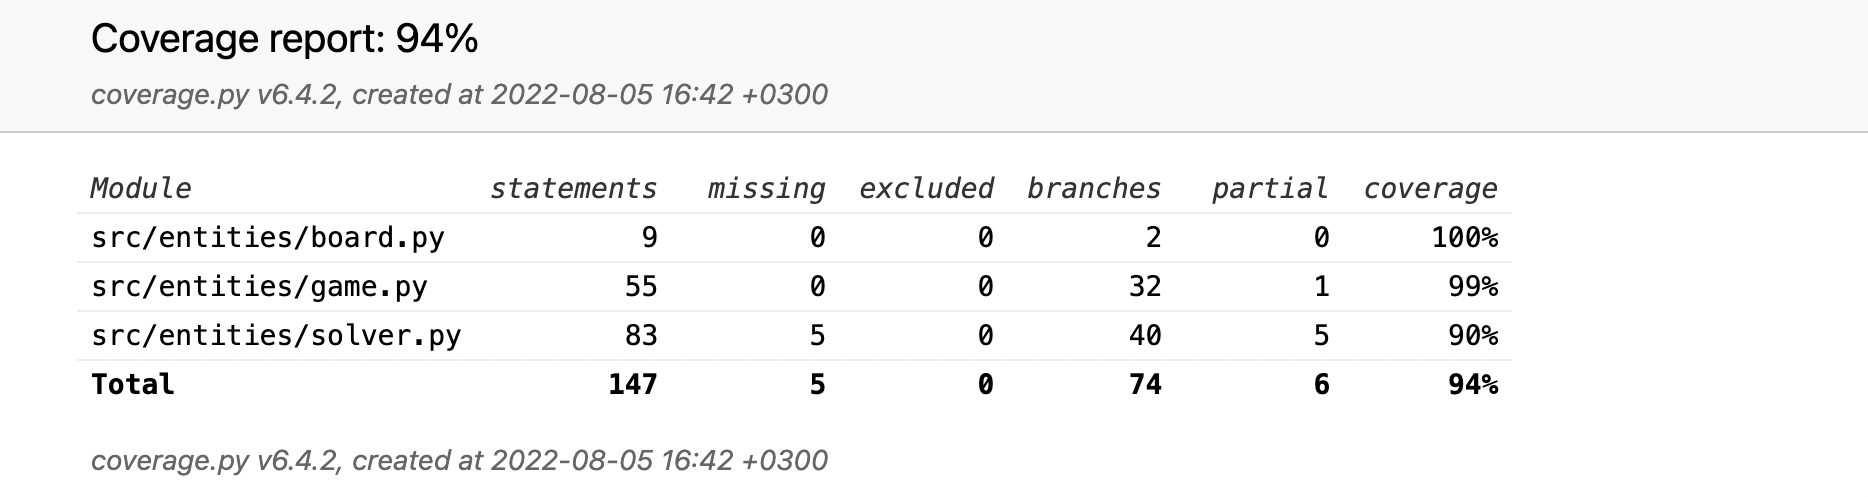 Coverage report: 94%
coverage.py v6.4.2, created at 2022-08-05 16:42 +0300
Module statements missing excluded branches partial coverage
src/entities/board.py 9 0 0 2 0 100%
src/entities/game.py 55 0 0 32 1 99%
src/entities/solver.py 83 5 0 40 5 90%
Total 147 5 0 74 6 94%
coverage.py v6.4.2, created at 2022-08-05 16:42 +0300